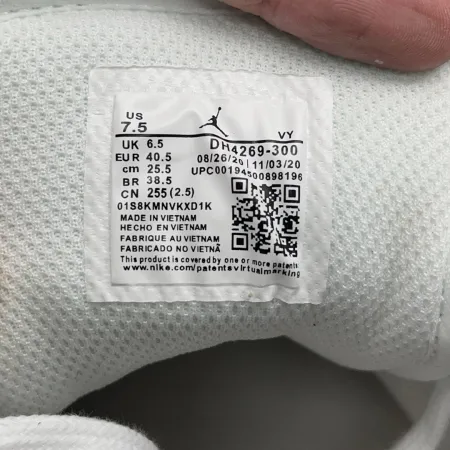 US
7.5
VY
UK 6.5
DH4269-300
EUR 40.5
08/26/20 11/03/20
cm 25.5
UPC00194500898196
BR 38.5
CN 255 (2.5)
01S8KMNVKXD1K
MADE IN VIETNAM
HECHO EN VIETNAM
FABRIQUE AU VIETNAM
FABRICADO NO VIETNÃ
This product is covered by one or more patents
www.nike.com/patentsvirtualmarking